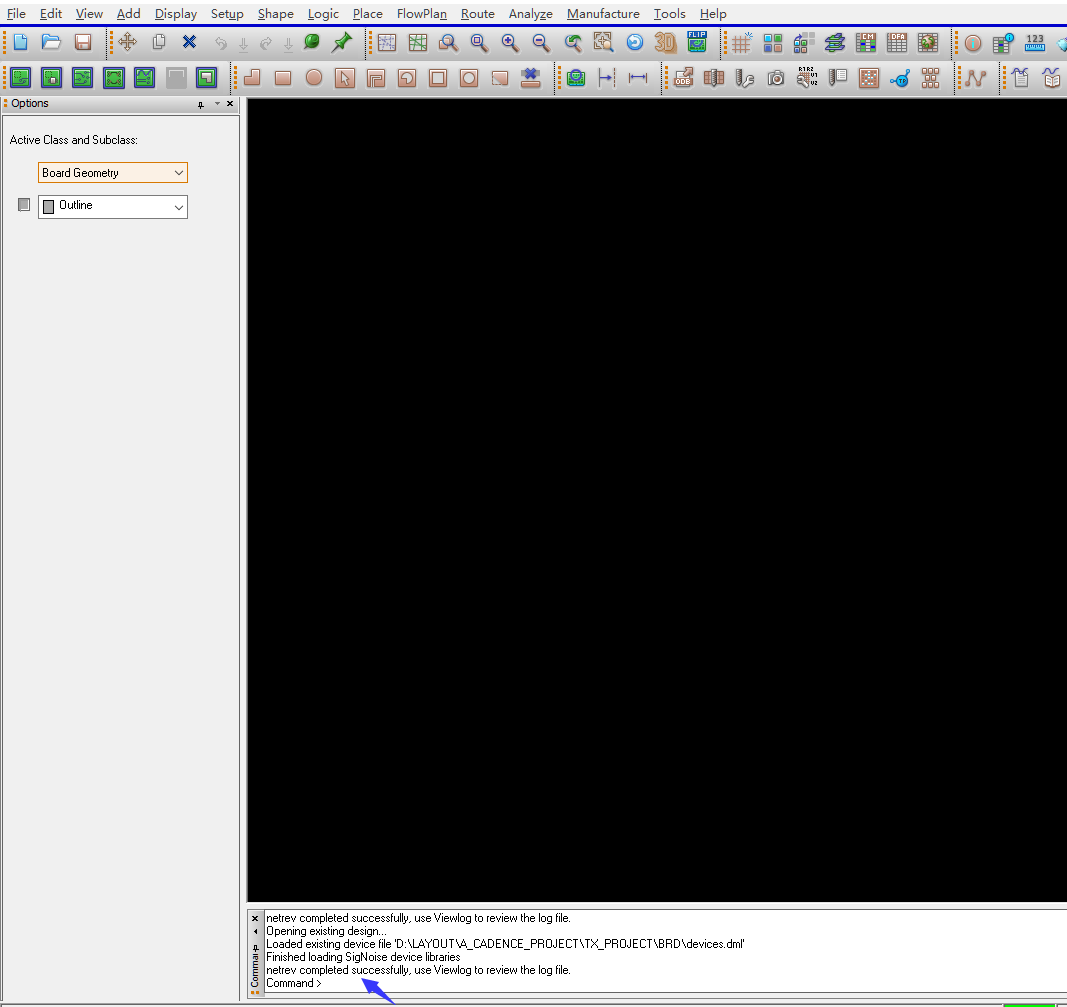 File Edit View Add Display Setup Shape Logic Place FlowPlan Route Analyze Manufacture Tools Help
3D FLIP CM DFA 123
ODB R1R2 U1 U2
Options
Active Class and Subclass:
Board Geometry
Outline
netrev completed successfully, use Viewlog to review the log file.
Opening existing design...
Loaded existing device file 'D:\LAYOUT\A_CADENCE_PROJECT\TX_PROJECT\BRD\devices.dml'
Finished loading SigNoise device libraries
netrev completed successfully, use Viewlog to review the log file.
Command >